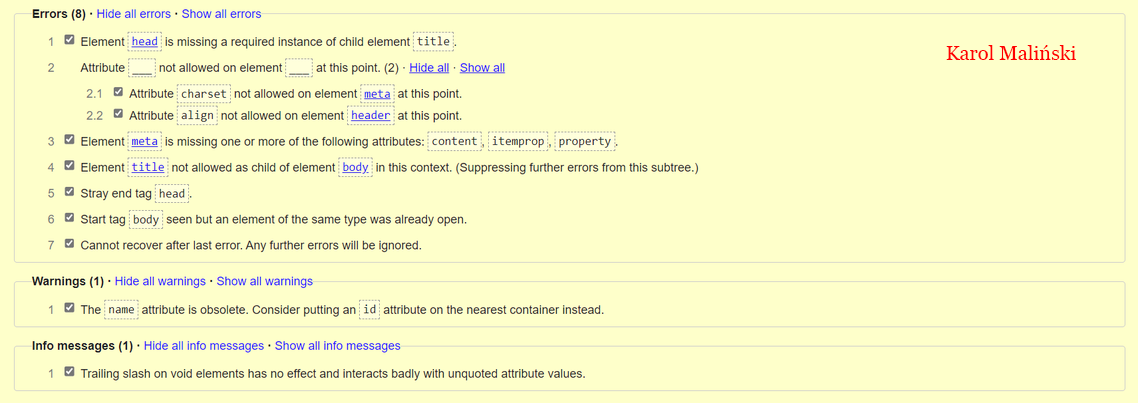 Errors (8) · Hide all errors · Show all errors
1 Element head is missing a required instance of child element title.
Karol Maliński
2 Attribute ___ not allowed on element ___ at this point. (2) · Hide all · Show all
2.1 Attribute charset not allowed on element meta at this point.
2.2 Attribute align not allowed on element header at this point.
3 Element meta is missing one or more of the following attributes: content, itemprop, property.
4 Element title not allowed as child of element body in this context. (Suppressing further errors from this subtree.)
5 Stray end tag head.
6 Start tag body seen but an element of the same type was already open.
7 Cannot recover after last error. Any further errors will be ignored.
Warnings (1) · Hide all warnings · Show all warnings
1 The name attribute is obsolete. Consider putting an id attribute on the nearest container instead.
Info messages (1) · Hide all info messages · Show all info messages
1 Trailing slash on void elements has no effect and interacts badly with unquoted attribute values.